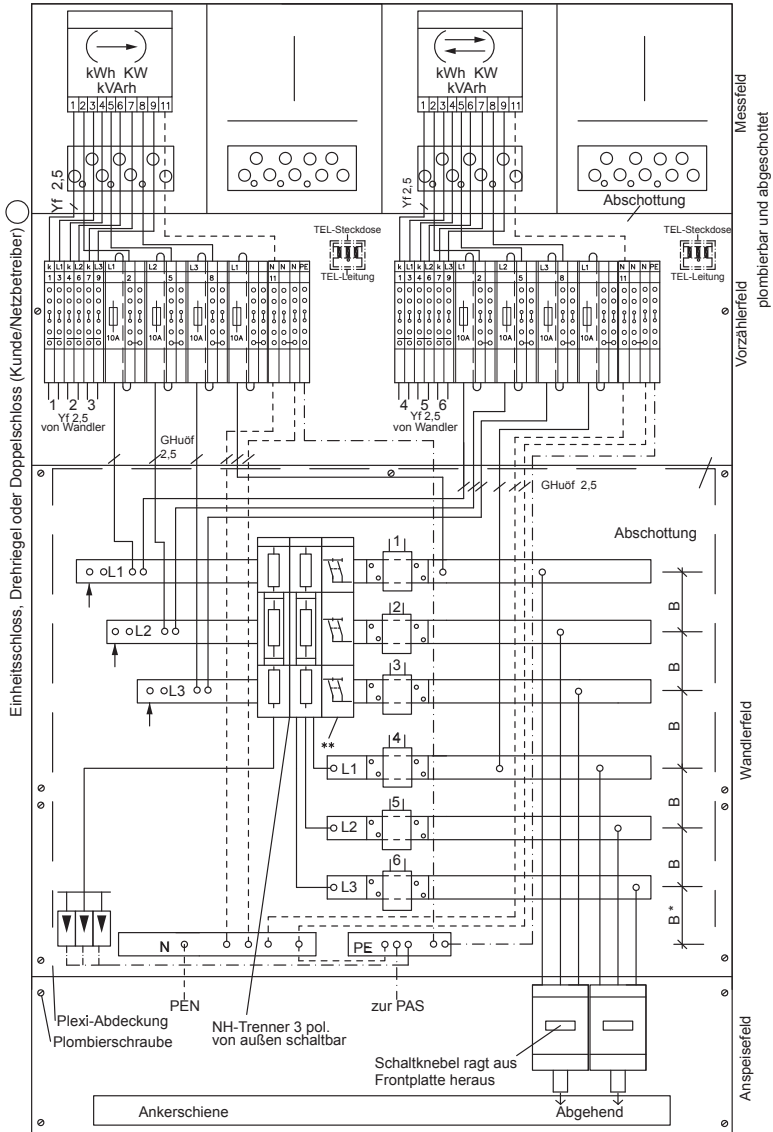 kWh KW
kVArh
1 2 3 4 5 6 7 8 9 11
kWh KW
kVArh
1 2 3 4 5 6 7 8 9 11
Messfeld
Yf 2,5
Yf 2,5
Abschottung
plombierbar und abgeschottet
TEL-Steckdose
TEL-Leitung
TEL-Steckdose
TEL-Leitung
k L1 k L2 k L3 L1 L2 L3 L1 N N N PE
1 3 4 6 7 9 2 5 8 11
10A 10A 10A 10A
k L1 k L2 k L3 L1 L2 L3 L1 N N N PE
1 3 4 6 7 9 2 5 8 11
10A 10A 10A 10A
Vorzählerfeld
1 2 3
Yf 2,5
von Wandler
4 5 6
Yf 2,5
von Wandler
GHuöf
2,5
GHuöf 2,5
Einheitsschloss, Drehriegel oder Doppelschloss (Kunde/Netzbetreiber)
Abschottung
L1
1
B
L2
2
B
L3
3
B
**
L1
4
B
L2
5
B
L3
6
B*
Wandlerfeld
N
PE
PEN
zur PAS
Plexi-Abdeckung
Plombierschraube
NH-Trenner 3 pol.
von außen schaltbar
Schaltknebel ragt aus
Frontplatte heraus
Anspeisefeld
Ankerschiene
Abgehend